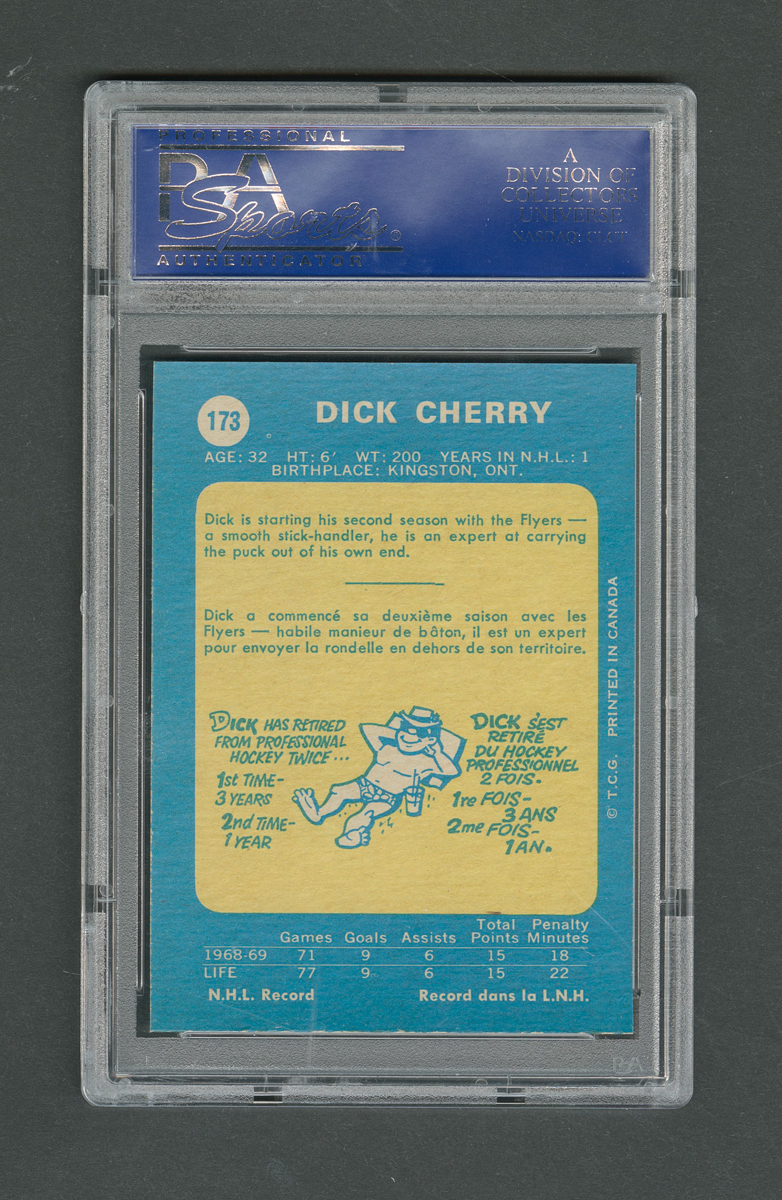 PROFESSIONAL
PSA
Sports®
AUTHENTICATOR
A
DIVISION OF
COLLECTORS
UNIVERSE
NASDAQ: CLCT
173
DICK CHERRY
AGE: 32 HT: 6' WT: 200 YEARS IN N.H.L.: 1
BIRTHPLACE: KINGSTON, ONT.
Dick is starting his second season with the Flyers —
a smooth stick-handler, he is an expert at carrying
the puck out of his own end.
Dick a commencé sa deuxième saison avec les
Flyers — habile manieur de bâton, il est un expert
pour envoyer la rondelle en dehors de son territoire.
DICK HAS RETIRED
FROM PROFESSIONAL
HOCKEY TWICE...
1st TIME-
3 YEARS
2nd TIME-
1 YEAR
DICK S'EST
RETIRÉ
DU HOCKEY
PROFESSIONNEL
2 FOIS.
1re FOIS-
3 ANS
2me FOIS-
1 AN.
© T.C.G. PRINTED IN CANADA
Total Penalty
Games Goals Assists Points Minutes
1968-69 71 9 6 15 18
LIFE 77 9 6 15 22
N.H.L. Record Record dans la L.N.H.
PSA